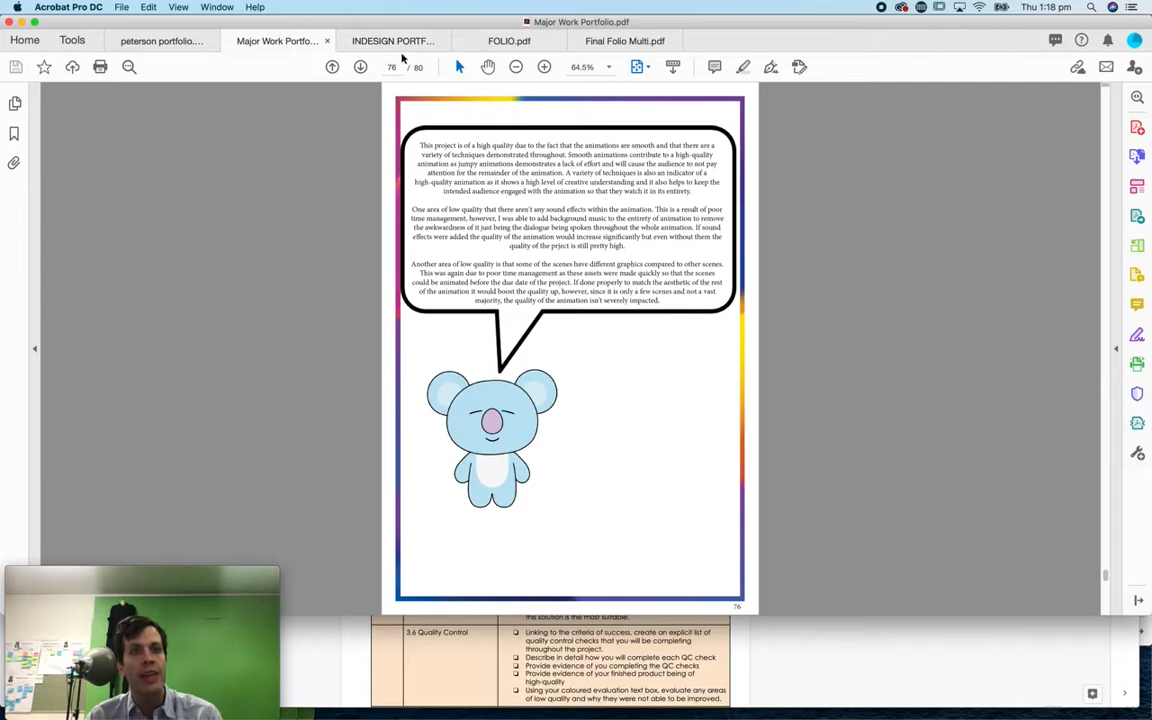 Acrobat Pro DC File Edit View Window Help Thu 1:18 pm
Major Work Portfolio.pdf
Home Tools peterson portfolio.... Major Work Portfo... × INDESIGN PORTF... FOLIO.pdf Final Folio Multi.pdf
76 / 80 64.5%
This project is of a high quality due to the fact that the animations are smooth and that there are a
variety of techniques demonstrated throughout. Smooth animations contribute to a high-quality
animation as jumpy animations demonstrates a lack of effort and will cause the audience to not pay
attention for the remainder of the animation. A variety of techniques is also an indicator of a
high-quality animation as it shows a high level of creative understanding and it also helps to keep the
intended audience engaged with the animation so that they watch it in its entirety.
One area of low quality that there aren't any sound effects within the animation. This is a result of poor
time management, however, I was able to add background music to the entirety of animation to remove
the awkwardness of it just being the dialogue being spoken throughout the whole animation. If sound
effects were added the quality of the animation would increase significantly but even without them the
quality of the prject is still pretty high.
Another area of low quality is that some of the scenes have different graphics compared to other scenes.
This was again due to poor time management as these assets were made quickly so that the scenes
could be animated before the due date of the project. If done properly to match the aesthetic of the rest
of the animation it would boost the quality up, however, since it is only a few scenes and not a vast
majority, the quality of the animation isn't severely impacted.
76
this solution is the most suitable.
3.6 Quality Control
Linking to the criteria of success, create an explicit list of
quality control checks that you will be completing
throughout the project.
Describe in detail how you will complete each QC check
Provide evidence of you completing the QC checks
Provide evidence of your finished product being of
high-quality
Using your coloured evaluation text box, evaluate any areas
of low quality and why they were not able to be improved.